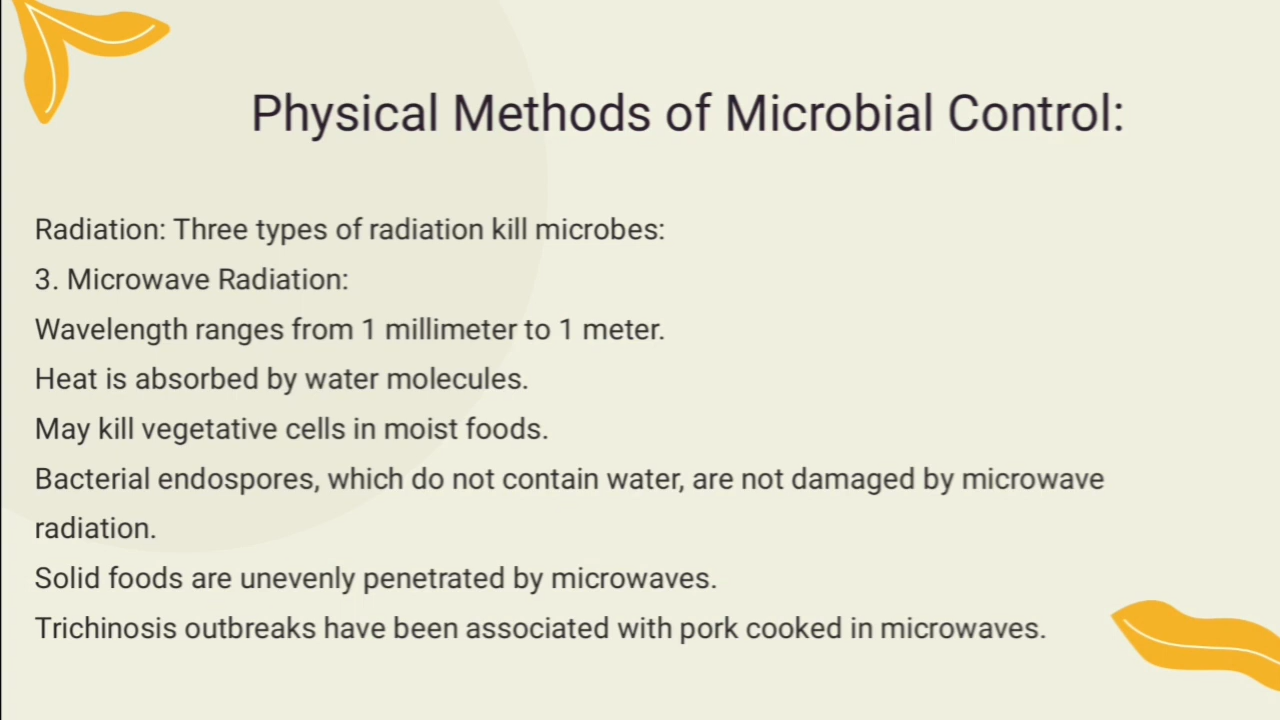 Physical Methods of Microbial Control:
Radiation: Three types of radiation kill microbes:
3. Microwave Radiation:
Wavelength ranges from 1 millimeter to 1 meter.
Heat is absorbed by water molecules.
May kill vegetative cells in moist foods.
Bacterial endospores, which do not contain water, are not damaged by microwave
radiation.
Solid foods are unevenly penetrated by microwaves.
Trichinosis outbreaks have been associated with pork cooked in microwaves.